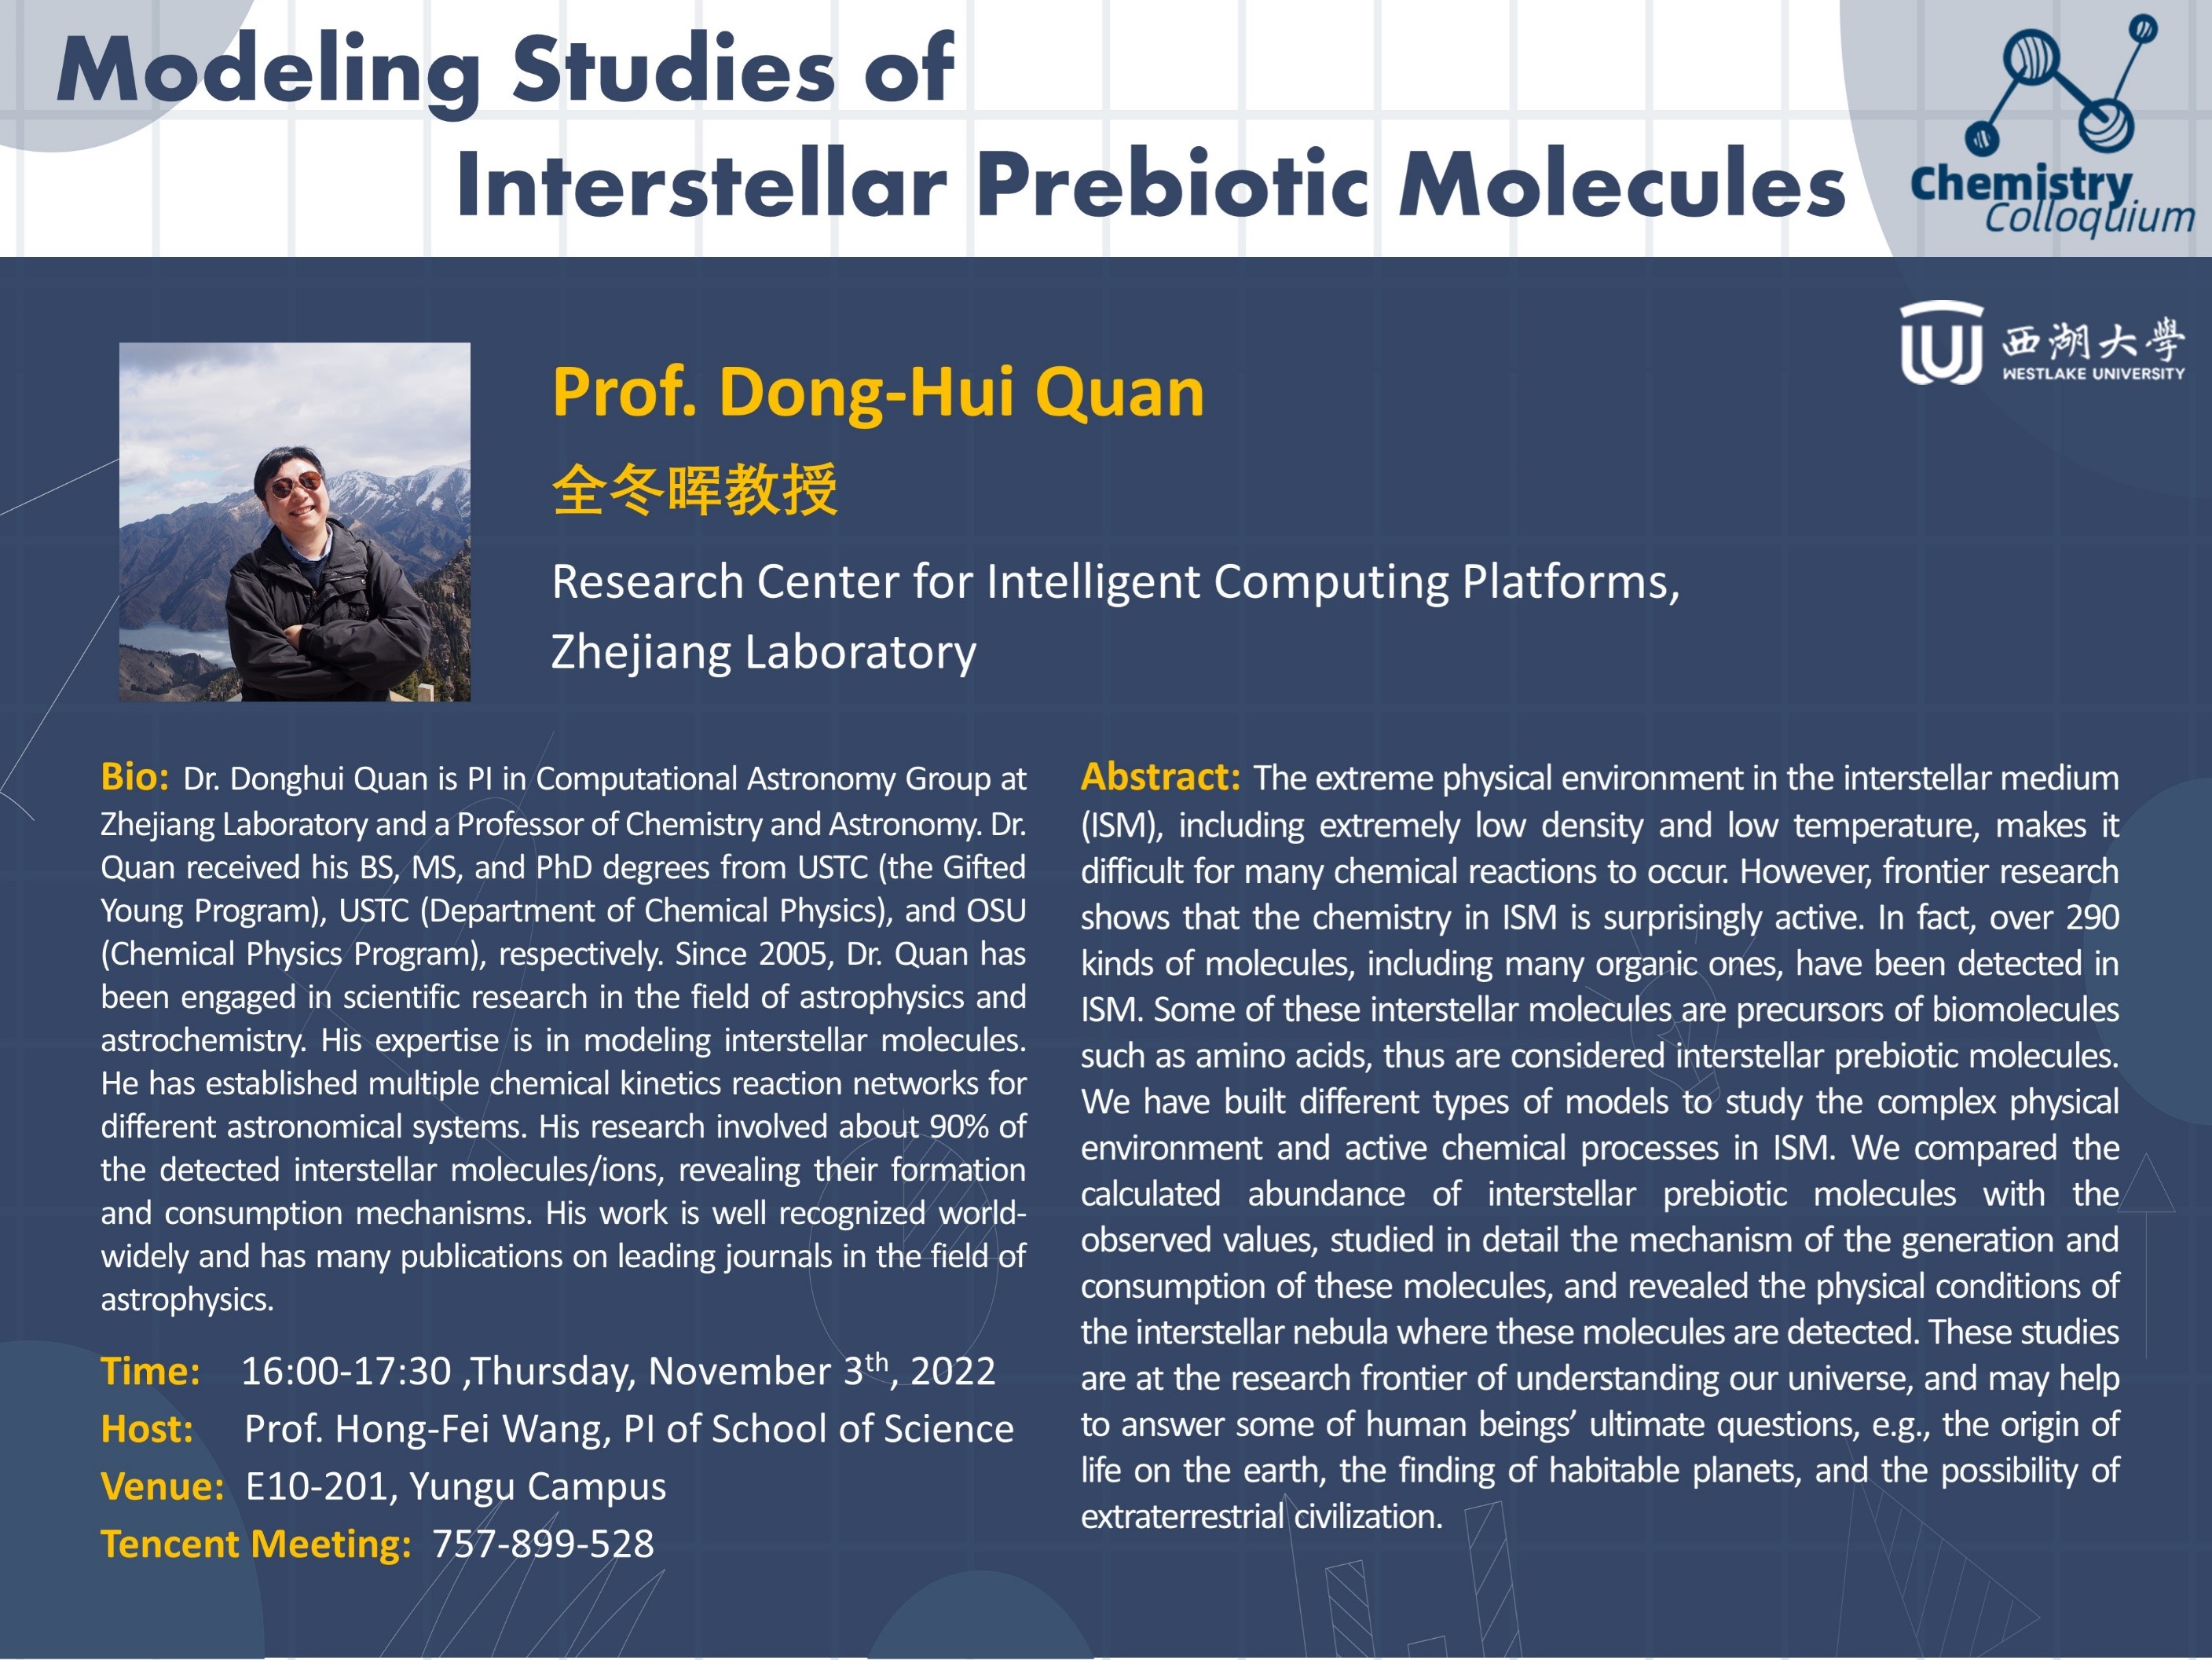 Modeling Studies of
Interstellar Prebiotic Molecules
Chemistry
Colloquium
西湖大學
WESTLAKE UNIVERSITY
Prof. Dong-Hui Quan
全冬晖教授
Research Center for Intelligent Computing Platforms,
Zhejiang Laboratory
Bio: Dr. Donghui Quan is PI in Computational Astronomy Group at
Zhejiang Laboratory and a Professor of Chemistry and Astronomy. Dr.
Quan received his BS, MS, and PhD degrees from USTC (the Gifted
Young Program), USTC (Department of Chemical Physics), and OSU
(Chemical Physics Program), respectively. Since 2005, Dr. Quan has
been engaged in scientific research in the field of astrophysics and
astrochemistry. His expertise is in modeling interstellar molecules.
He has established multiple chemical kinetics reaction networks for
different astronomical systems. His research involved about 90% of
the detected interstellar molecules/ions, revealing their formation
and consumption mechanisms. His work is well recognized world-
widely and has many publications on leading journals in the field of
astrophysics.
Time: 16:00-17:30 ,Thursday, November 3th, 2022
Host: Prof. Hong-Fei Wang, PI of School of Science
Venue: E10-201, Yungu Campus
Tencent Meeting: 757-899-528
Abstract: The extreme physical environment in the interstellar medium
(ISM), including extremely low density and low temperature, makes it
difficult for many chemical reactions to occur. However, frontier research
shows that the chemistry in ISM is surprisingly active. In fact, over 290
kinds of molecules, including many organic ones, have been detected in
ISM. Some of these interstellar molecules are precursors of biomolecules
such as amino acids, thus are considered interstellar prebiotic molecules.
We have built different types of models to study the complex physical
environment and active chemical processes in ISM. We compared the
calculated abundance of interstellar prebiotic molecules with the
observed values, studied in detail the mechanism of the generation and
consumption of these molecules, and revealed the physical conditions of
the interstellar nebula where these molecules are detected. These studies
are at the research frontier of understanding our universe, and may help
to answer some of human beings’ ultimate questions, e.g., the origin of
life on the earth, the finding of habitable planets, and the possibility of
extraterrestrial civilization.